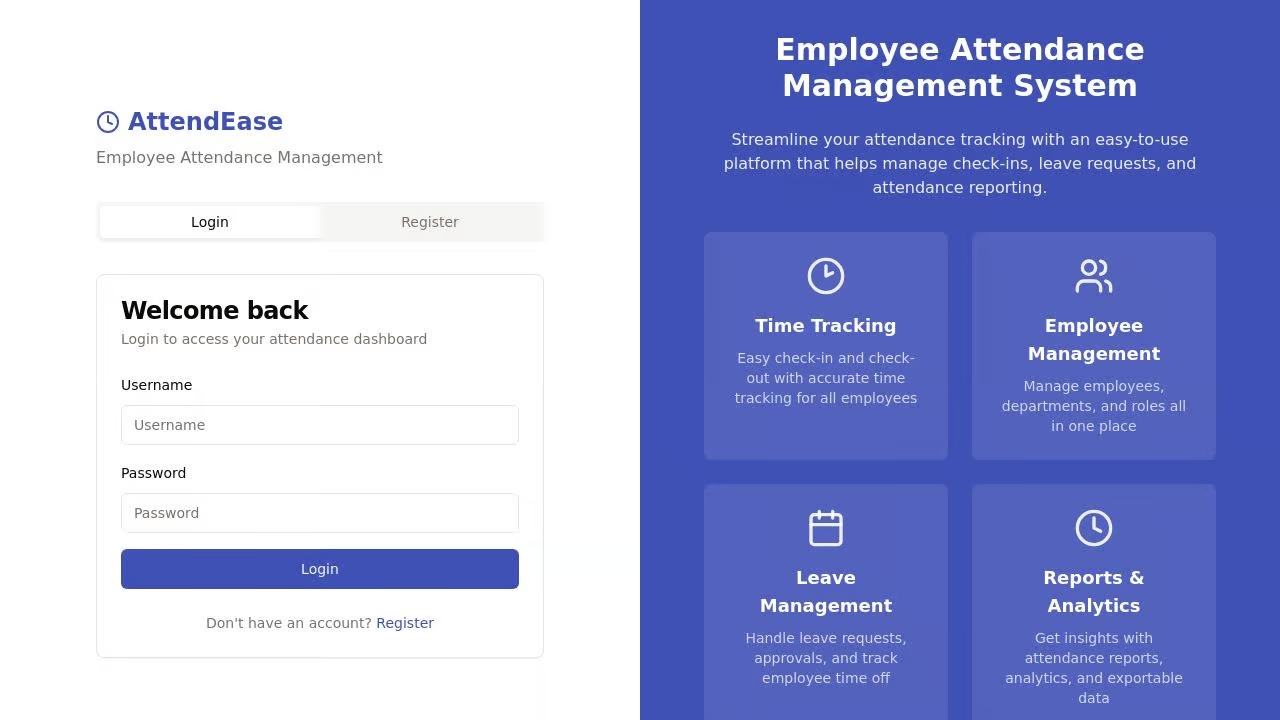 AttendEase
Employee Attendance Management
Login
Register
Welcome back
Login to access your attendance dashboard
Username
Username
Password
Password
Login
Don't have an account? Register
Employee Attendance
Management System
Streamline your attendance tracking with an easy-to-use
platform that helps manage check-ins, leave requests, and
attendance reporting.
Time Tracking
Easy check-in and check-
out with accurate time
tracking for all employees
Employee
Management
Manage employees,
departments, and roles all
in one place
Leave
Management
Handle leave requests,
approvals, and track
employee time off
Reports &
Analytics
Get insights with
attendance reports,
analytics, and exportable
data